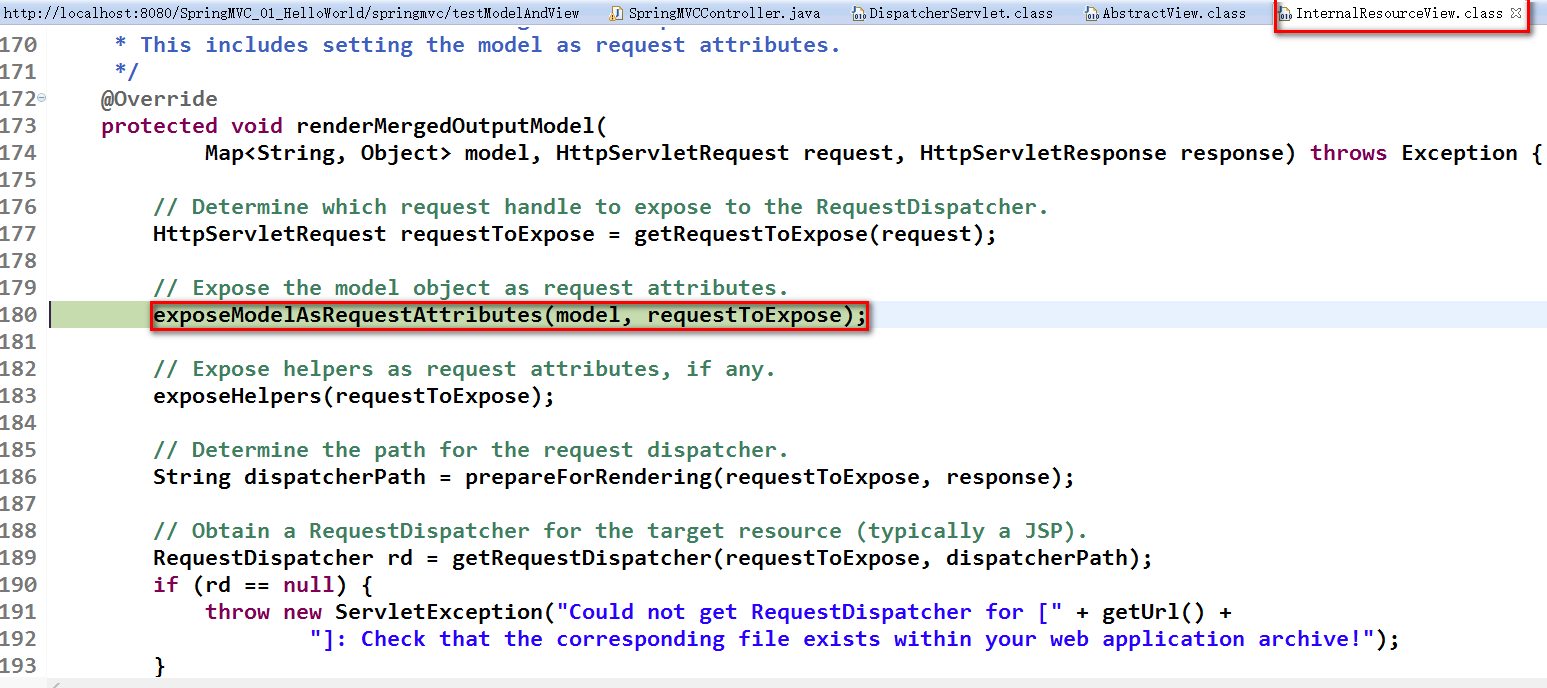 http://localhost:8080/SpringMVC_01_HelloWorld/springmvc/testModelAndView SpringMVCController.java DispatcherServlet.class AbstractView.class InternalResourceView.class
170 * This includes setting the model as request attributes.
171 */
172 @Override
173 protected void renderMergedOutputModel(
174 Map<String, Object> model, HttpServletRequest request, HttpServletResponse response) throws Exception {
175
176 // Determine which request handle to expose to the RequestDispatcher.
177 HttpServletRequest requestToExpose = getRequestToExpose(request);
178
179 // Expose the model object as request attributes.
180 exposeModelAsRequestAttributes(model, requestToExpose);
181
182 // Expose helpers as request attributes, if any.
183 exposeHelpers(requestToExpose);
184
185 // Determine the path for the request dispatcher.
186 String dispatcherPath = prepareForRendering(requestToExpose, response);
187
188 // Obtain a RequestDispatcher for the target resource (typically a JSP).
189 RequestDispatcher rd = getRequestDispatcher(requestToExpose, dispatcherPath);
190 if (rd == null) {
191 throw new ServletException("Could not get RequestDispatcher for [" + getUrl() +
192 "]: Check that the corresponding file exists within your web application archive!");
193 }